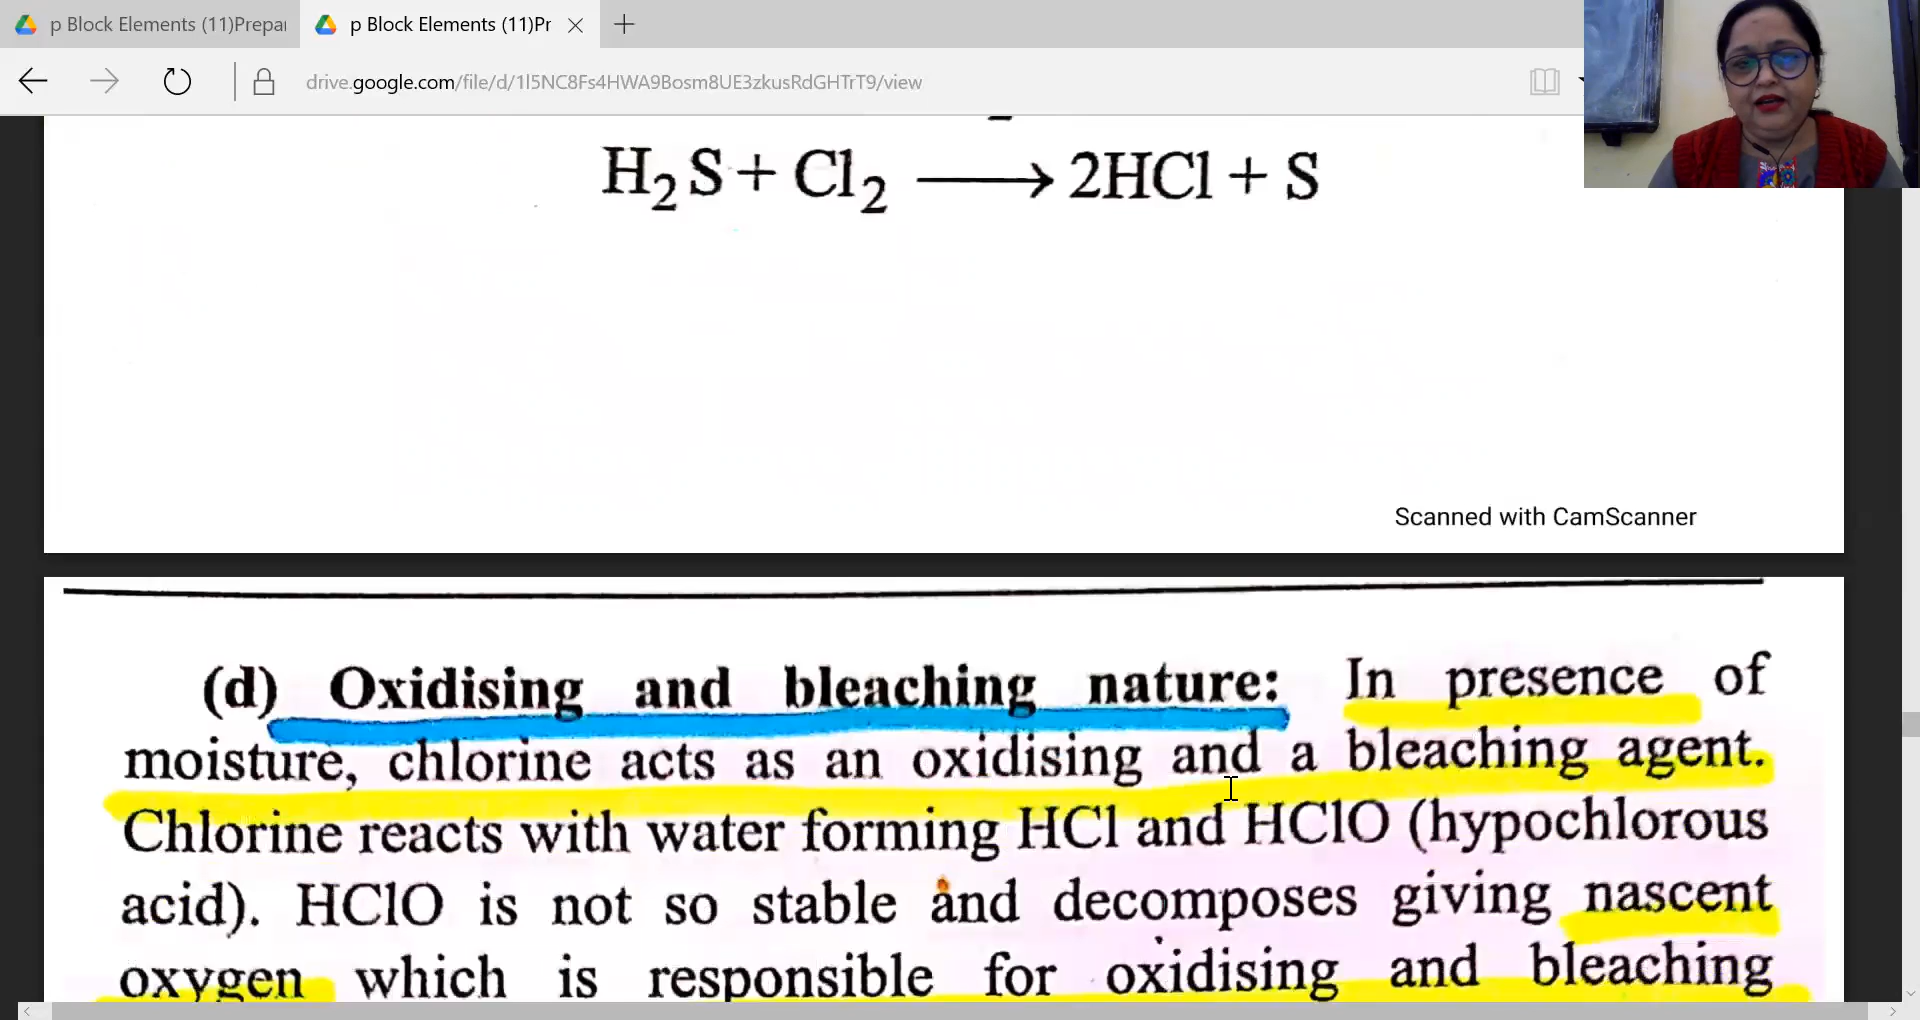 p Block Elements (11)Prepar
p Block Elements (11)Pr
drive.google.com/file/d/1l5NC8Fs4HWA9Bosm8UE3zkusRdGHTrT9/view
H₂S + Cl₂ ⟶ 2HCl + S
Scanned with CamScanner
(d) Oxidising and bleaching nature: In presence of
moisture, chlorine acts as an oxidising and a bleaching agent.
Chlorine reacts with water forming HCl and HClO (hypochlorous
acid). HClO is not so stable and decomposes giving nascent
oxygen which is responsible for oxidising and bleaching